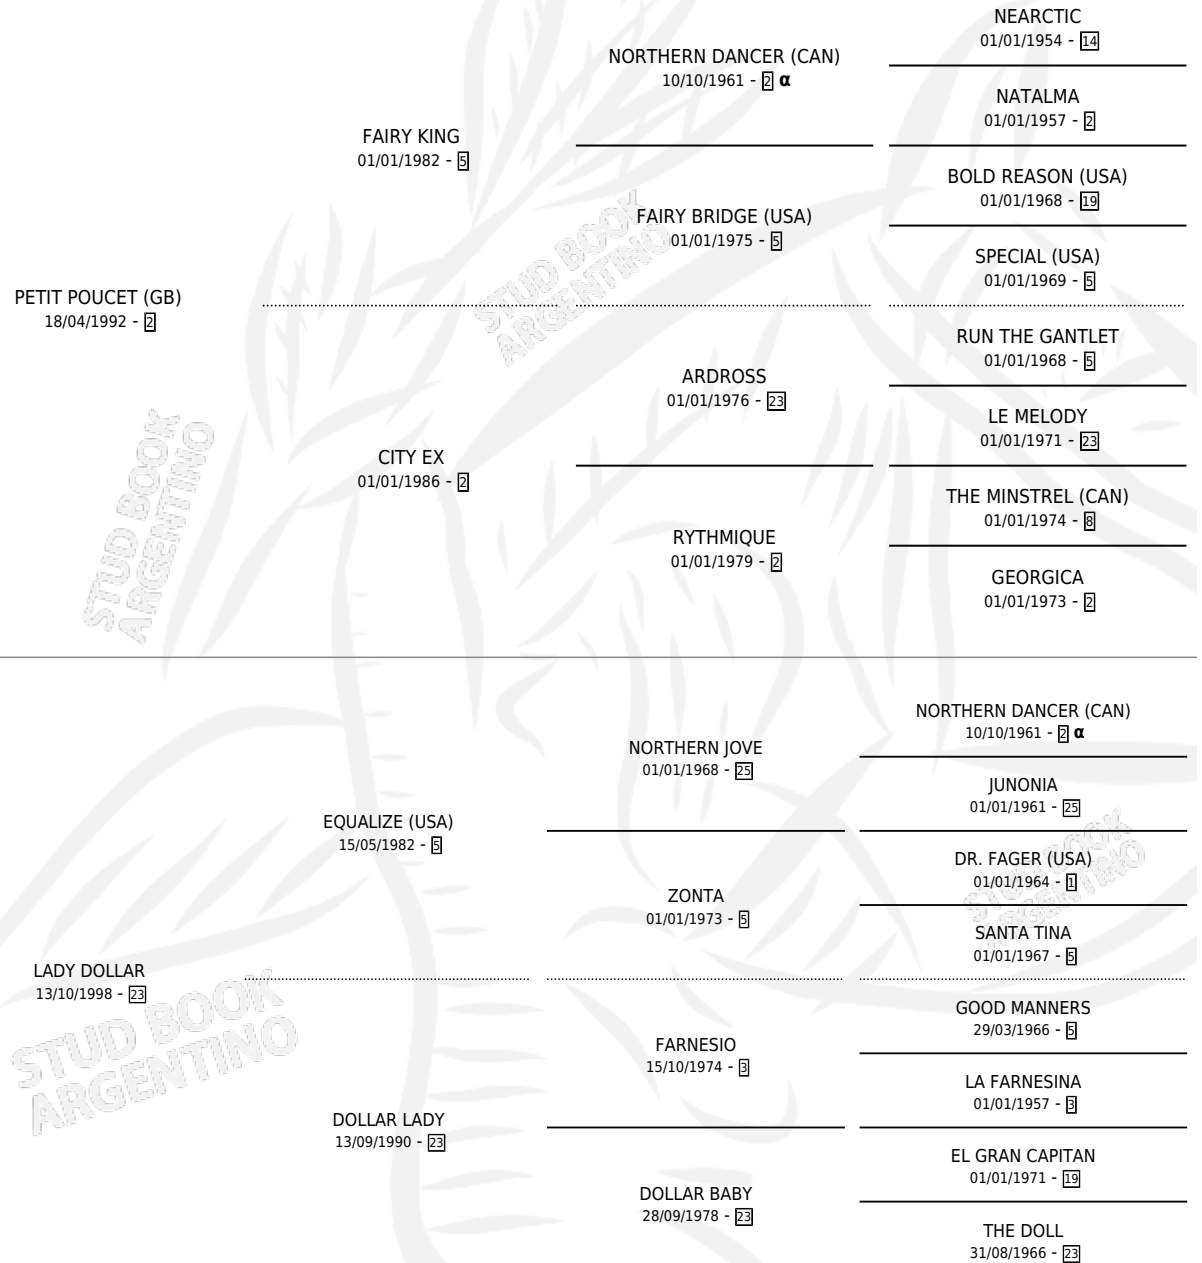 NEARCTIC
01/01/1954 - 14
NORTHERN DANCER (CAN)
10/10/1961 - 2 α
NATALMA
01/01/1957 - 2
FAIRY KING
01/01/1982 - 5
BOLD REASON (USA)
01/01/1968 - 19
FAIRY BRIDGE (USA)
01/01/1975 - 5
SPECIAL (USA)
01/01/1969 - 5
PETIT POUCET (GB)
18/04/1992 - 2
RUN THE GANTLET
01/01/1968 - 5
ARDROSS
01/01/1976 - 23
LE MELODY
01/01/1971 - 23
CITY EX
01/01/1986 - 2
THE MINSTREL (CAN)
01/01/1974 - 8
RYTHMIQUE
01/01/1979 - 2
GEORGICA
01/01/1973 - 2
NORTHERN DANCER (CAN)
10/10/1961 - 2 α
NORTHERN JOVE
01/01/1968 - 25
JUNONIA
01/01/1961 - 25
EQUALIZE (USA)
15/05/1982 - 5
DR. FAGER (USA)
01/01/1964 - 1
ZONTA
01/01/1973 - 5
SANTA TINA
01/01/1967 - 5
LADY DOLLAR
13/10/1998 - 23
GOOD MANNERS
29/03/1966 - 5
FARNESIO
15/10/1974 - 3
LA FARNESINA
01/01/1957 - 3
DOLLAR LADY
13/09/1990 - 23
EL GRAN CAPITAN
01/01/1971 - 19
DOLLAR BABY
28/09/1978 - 23
THE DOLL
31/08/1966 - 23
STUD BOOK
ARGENTINO
STUD BOOK
ARGENTINO
STUD BOOK
ARGENTINO
STUD BOOK
ARGENTINO